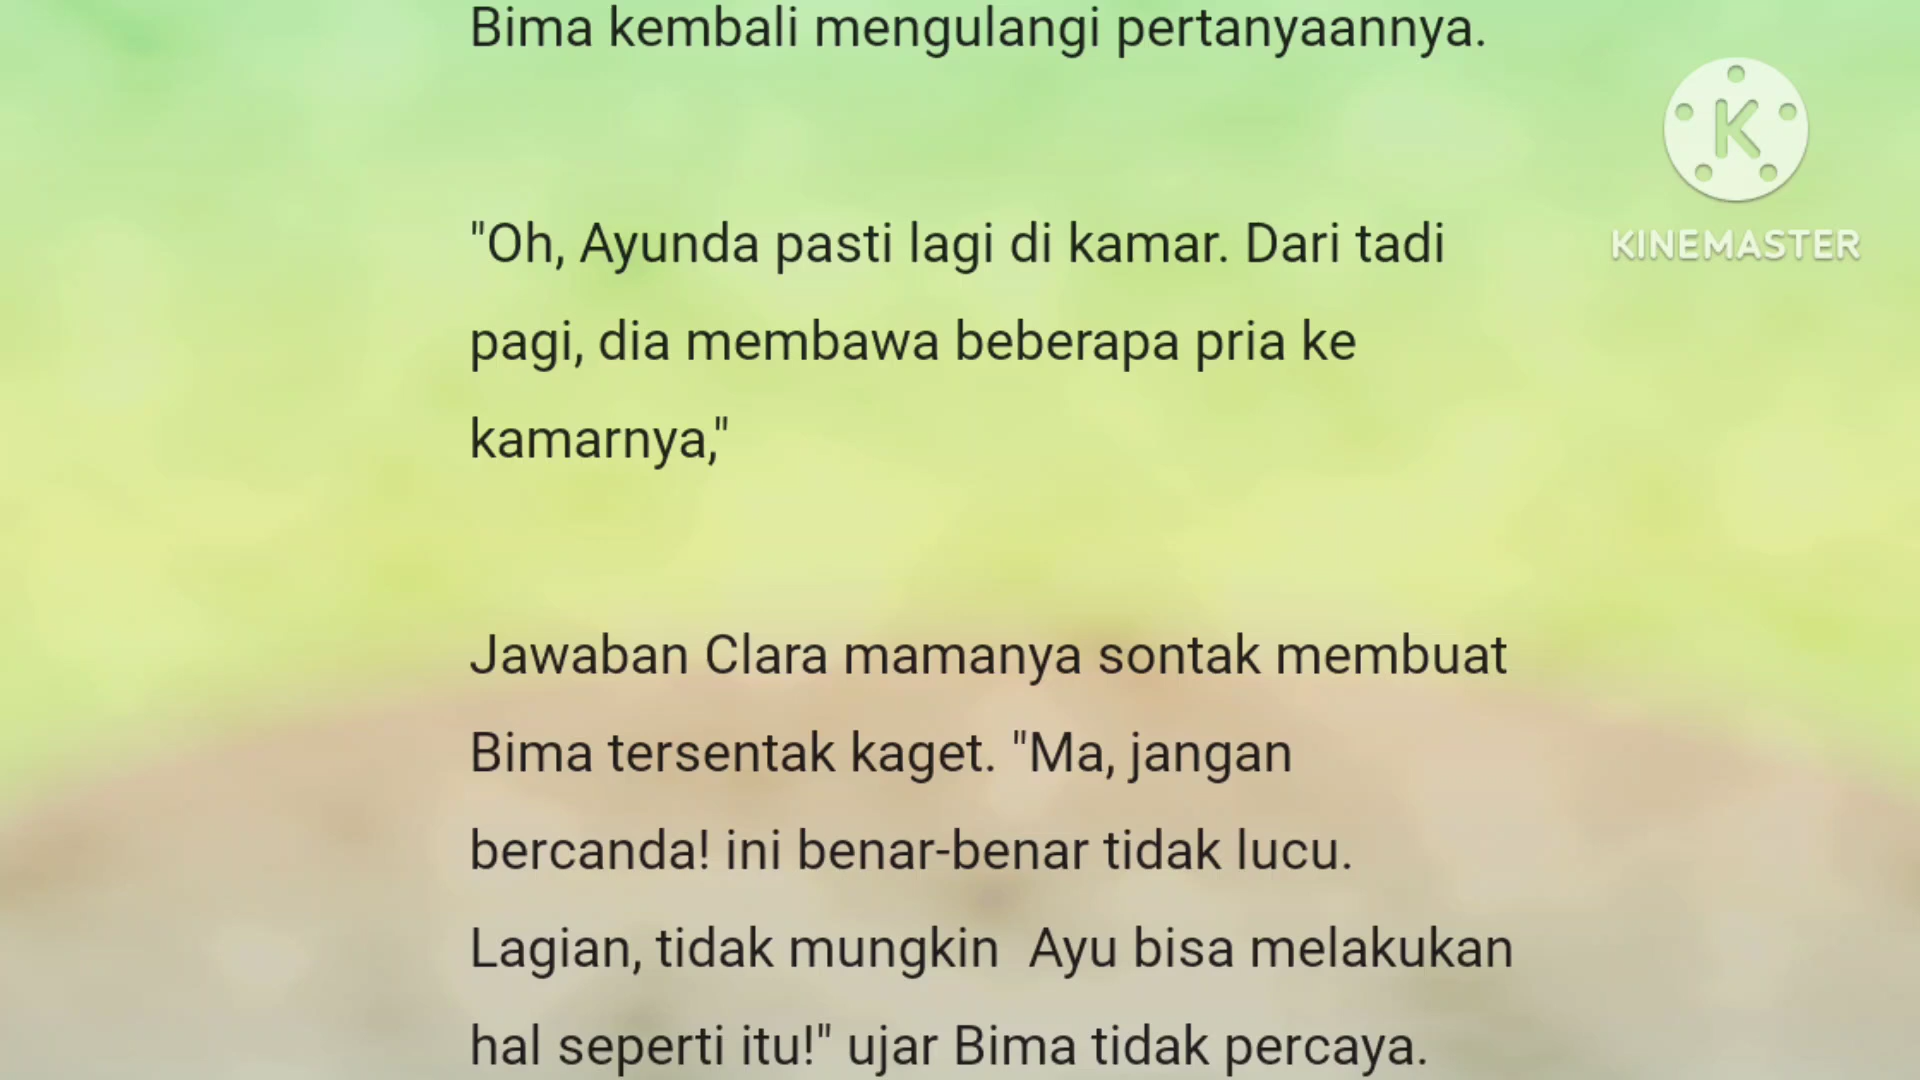 Bima kembali mengulangi pertanyaannya.
"Oh, Ayunda pasti lagi di kamar. Dari tadi
pagi, dia membawa beberapa pria ke
kamarnya,"
Jawaban Clara mamanya sontak membuat
Bima tersentak kaget. "Ma, jangan
bercanda! ini benar-benar tidak lucu.
Lagian, tidak mungkin  Ayu bisa melakukan
hal seperti itu!" ujar Bima tidak percaya.
K
KINEMASTER